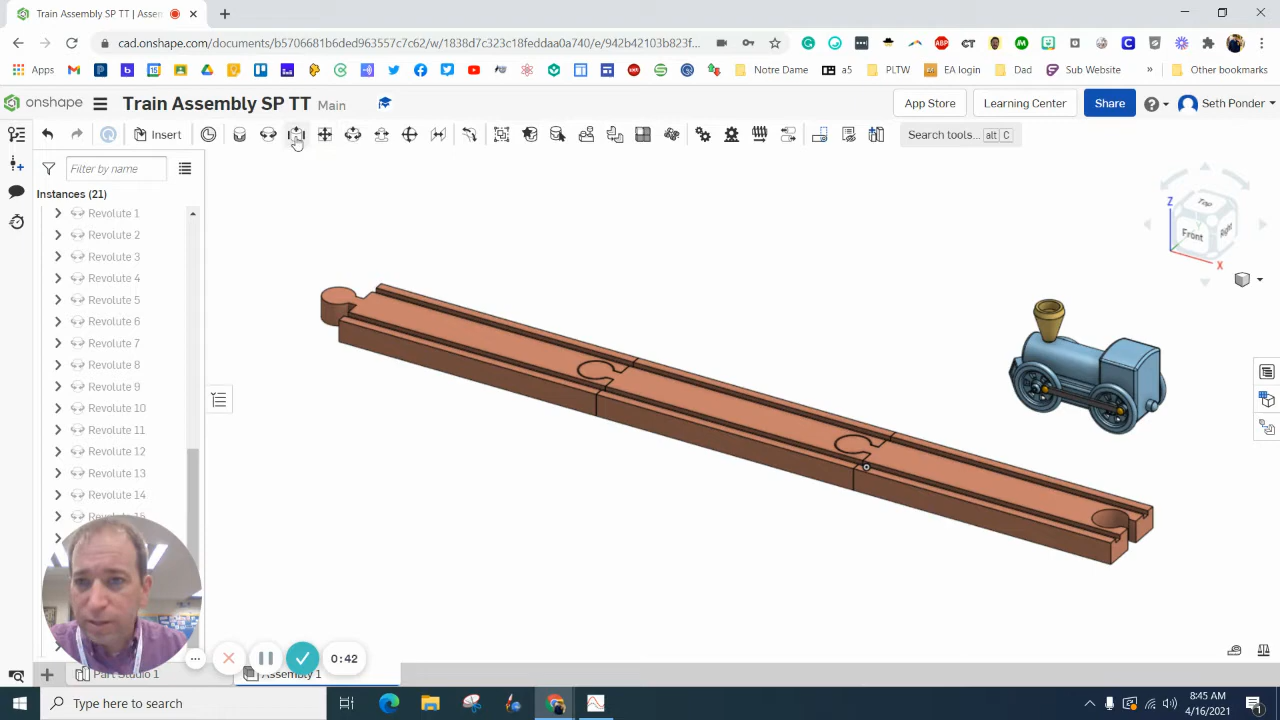 Train Assembly SP TT | Assem
cad.onshape.com/documents/b5706681b6fed963557c7c62/w/1838d7c323c18feddaa0a740/e/942b42103b823f...
Apps
Notre Dame
a5
PLTW
EA login
Dad
Sub Website
»
Other bookmarks
onshape
Train Assembly SP TT
Main
App Store
Learning Center
Share
Seth Ponder
Insert
Search tools...
alt
C
Filter by name
Instances (21)
Revolute 1
Revolute 2
Revolute 3
Revolute 4
Revolute 5
Revolute 6
Revolute 7
Revolute 8
Revolute 9
Revolute 10
Revolute 11
Revolute 12
Revolute 13
Revolute 14
Top
Front
Right
Z
X
0:42
Part Studio 1
Assembly 1
Type here to search
8:45 AM
4/16/2021